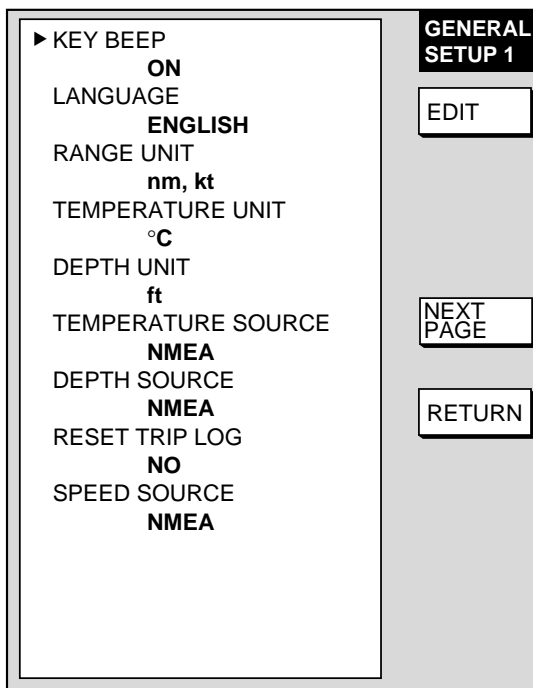 ▶ KEY BEEP
ON
LANGUAGE
ENGLISH
RANGE UNIT
nm, kt
TEMPERATURE UNIT
°C
DEPTH UNIT
ft
TEMPERATURE SOURCE
NMEA
DEPTH SOURCE
NMEA
RESET TRIP LOG
NO
SPEED SOURCE
NMEA
GENERAL
SETUP 1
EDIT
NEXT
PAGE
RETURN